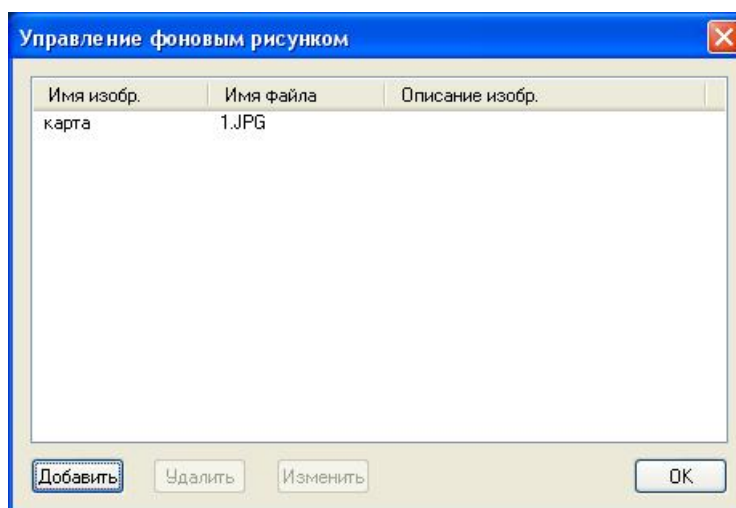 Управление фоновым рисунком
Имя изобр. Имя файла Описание изобр.
карта 1.JPG
Добавить Удалить Изменить OK